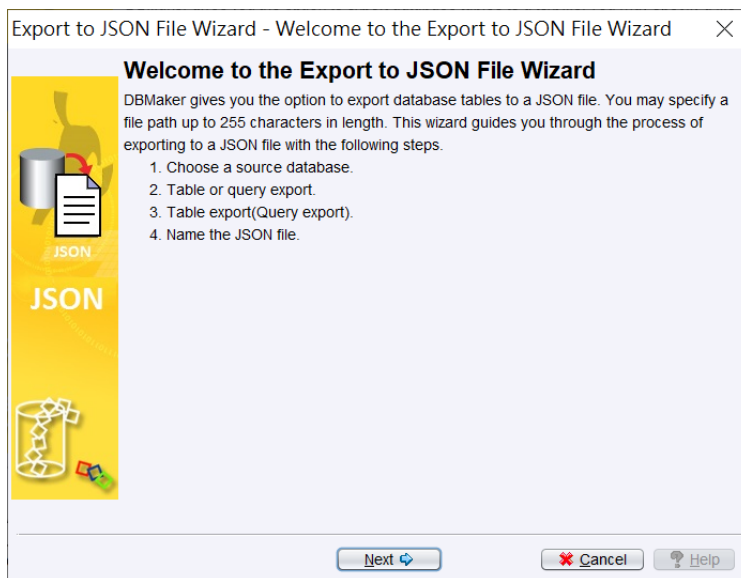 Export to JSON File Wizard - Welcome to the Export to JSON File Wizard
Welcome to the Export to JSON File Wizard
DBMaker gives you the option to export database tables to a JSON file. You may specify a
file path up to 255 characters in length. This wizard guides you through the process of
exporting to a JSON file with the following steps.
1. Choose a source database.
2. Table or query export.
3. Table export(Query export).
4. Name the JSON file.
JSON
JSON
Next
Cancel
Help